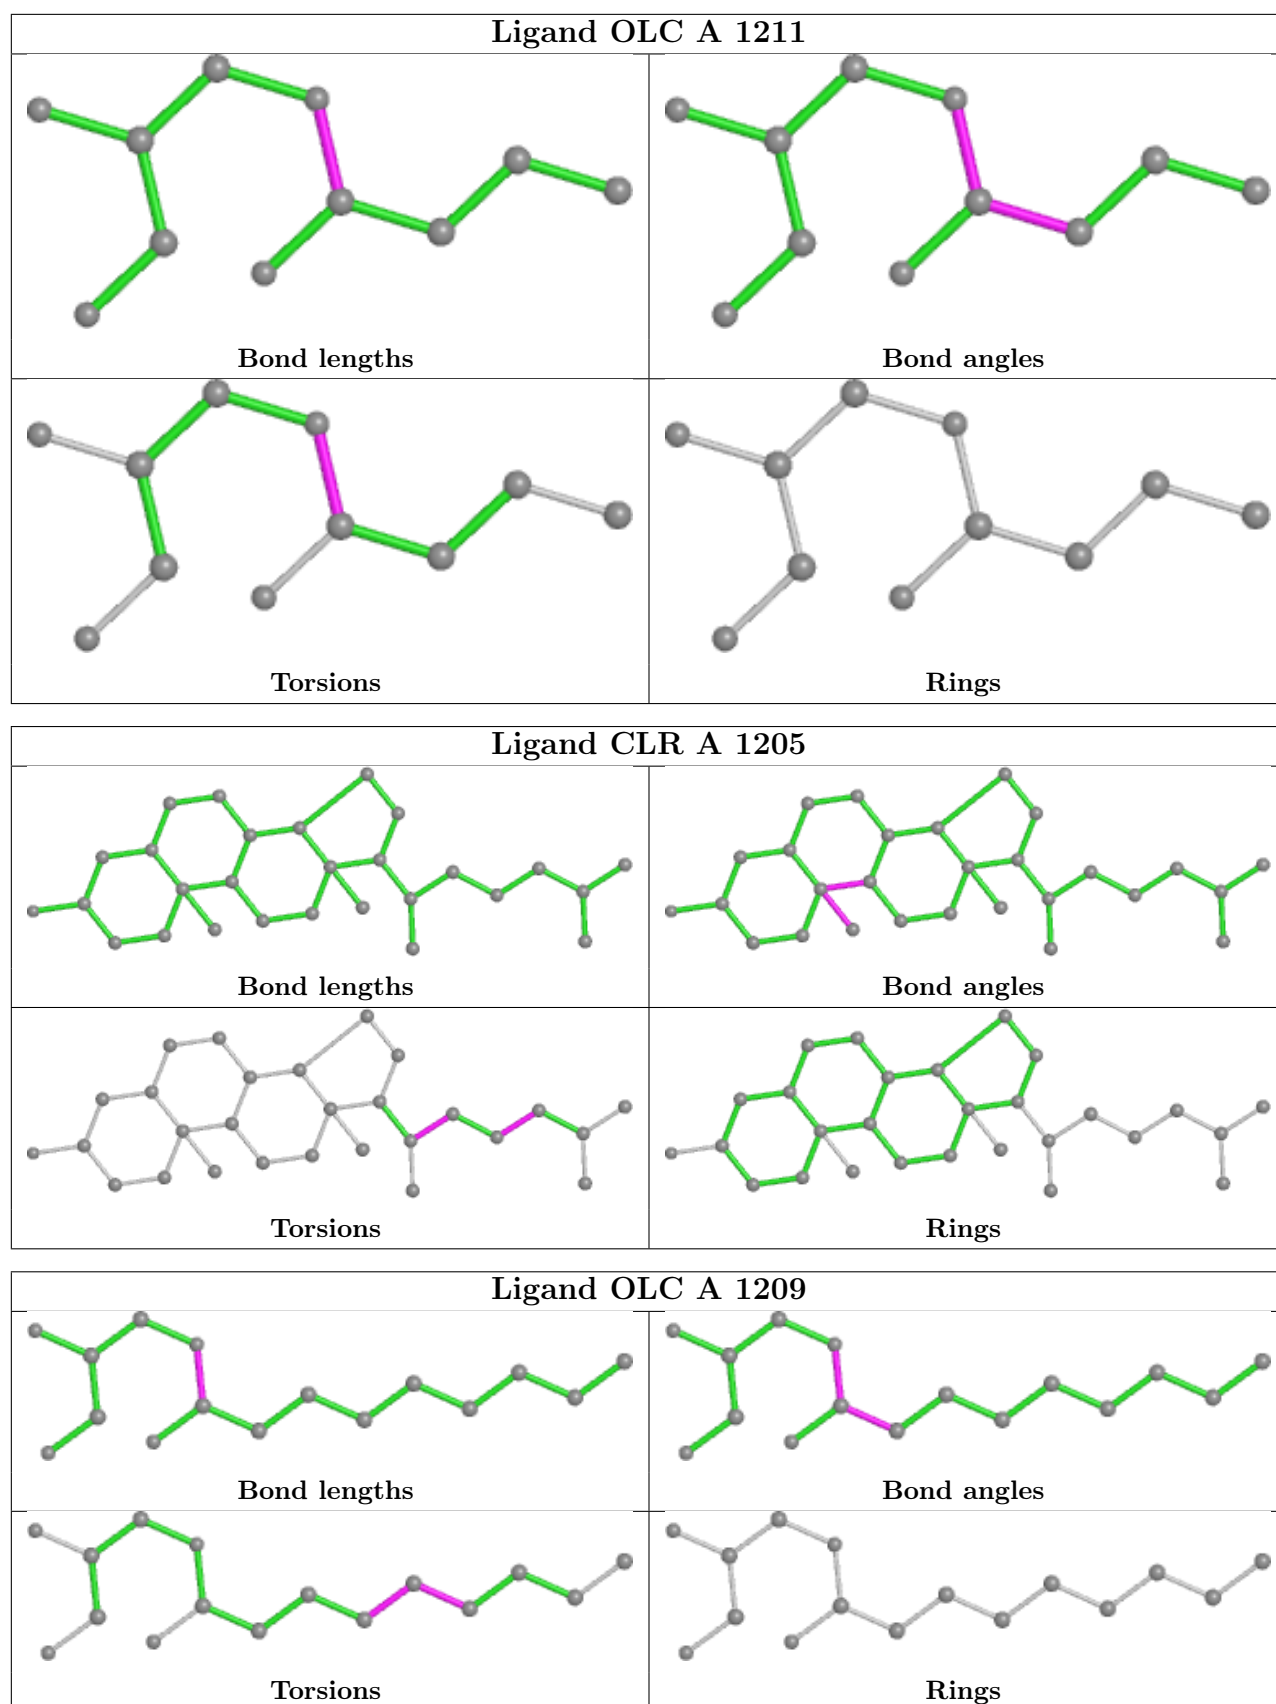 Ligand OLC A 1211
Bond lengths
Bond angles
Torsions
Rings
Ligand CLR A 1205
Bond lengths
Bond angles
Torsions
Rings
Ligand OLC A 1209
Bond lengths
Bond angles
Torsions
Rings